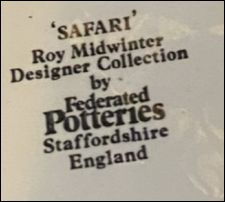 'SAFARI'
Roy Midwinter
Designer Collection
by
Federated
Potteries
Staffordshire
England